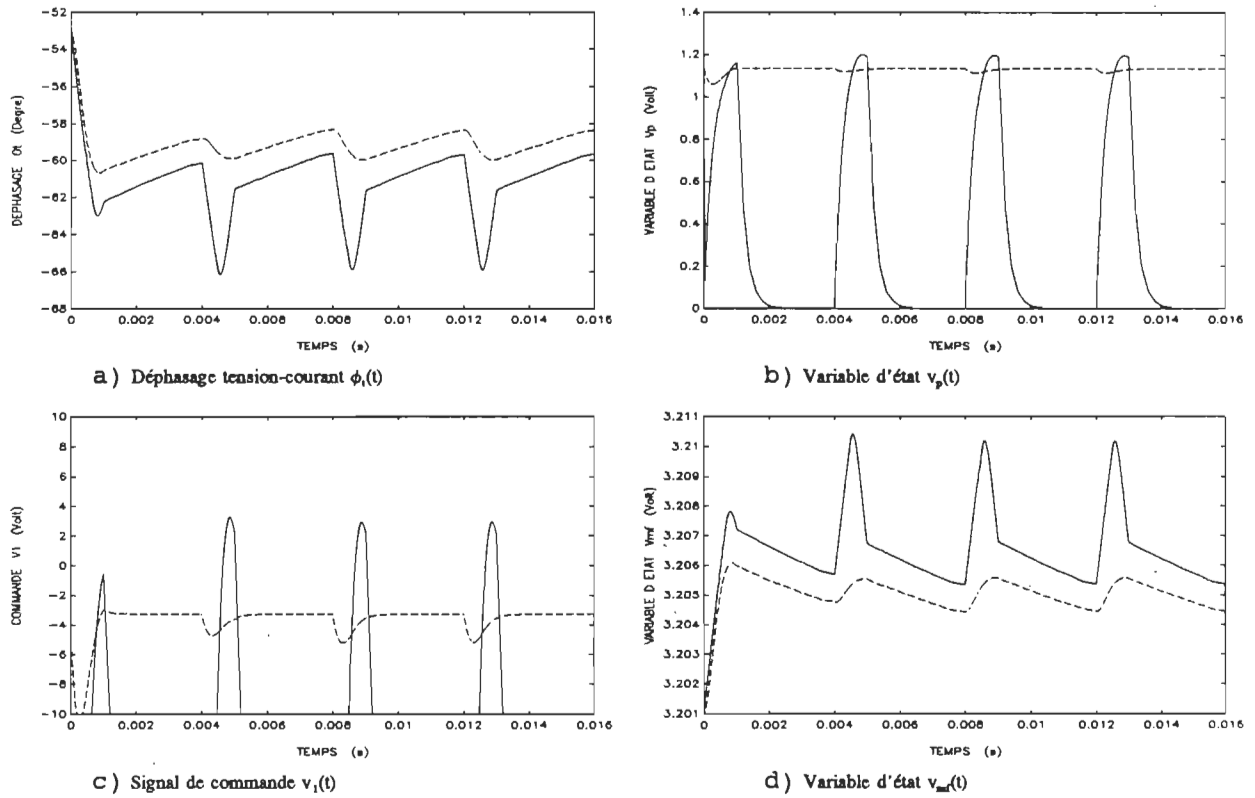 -52
-54
-56
-58
-60
-62
-64
-66
-68
DEPHASAGE Ot (Degre)
0 0.002 0.004 0.006 0.008 0.01 0.012 0.014 0.016
TEMPS (s)
a) Déphasage tension-courant ϕ₁(t)
1.4
1.2
1
0.8
0.6
0.4
0.2
0
VARIABLE D ETAT Vp (Volt)
0 0.002 0.004 0.006 0.008 0.01 0.012 0.014 0.016
TEMPS (s)
b) Variable d'état vₚ(t)
10
8
6
4
2
0
-2
-4
-6
-8
-10
COMMANDE V1 (Volt)
0 0.002 0.004 0.006 0.008 0.01 0.012 0.014 0.016
TEMPS (s)
c) Signal de commande v₁(t)
3.211
3.21
3.209
3.208
3.207
3.206
3.205
3.204
3.203
3.202
3.201
VARIABLE D ETAT Vmf (Volt)
0 0.002 0.004 0.006 0.008 0.01 0.012 0.014 0.016
TEMPS (s)
d) Variable d'état v_mf(t)